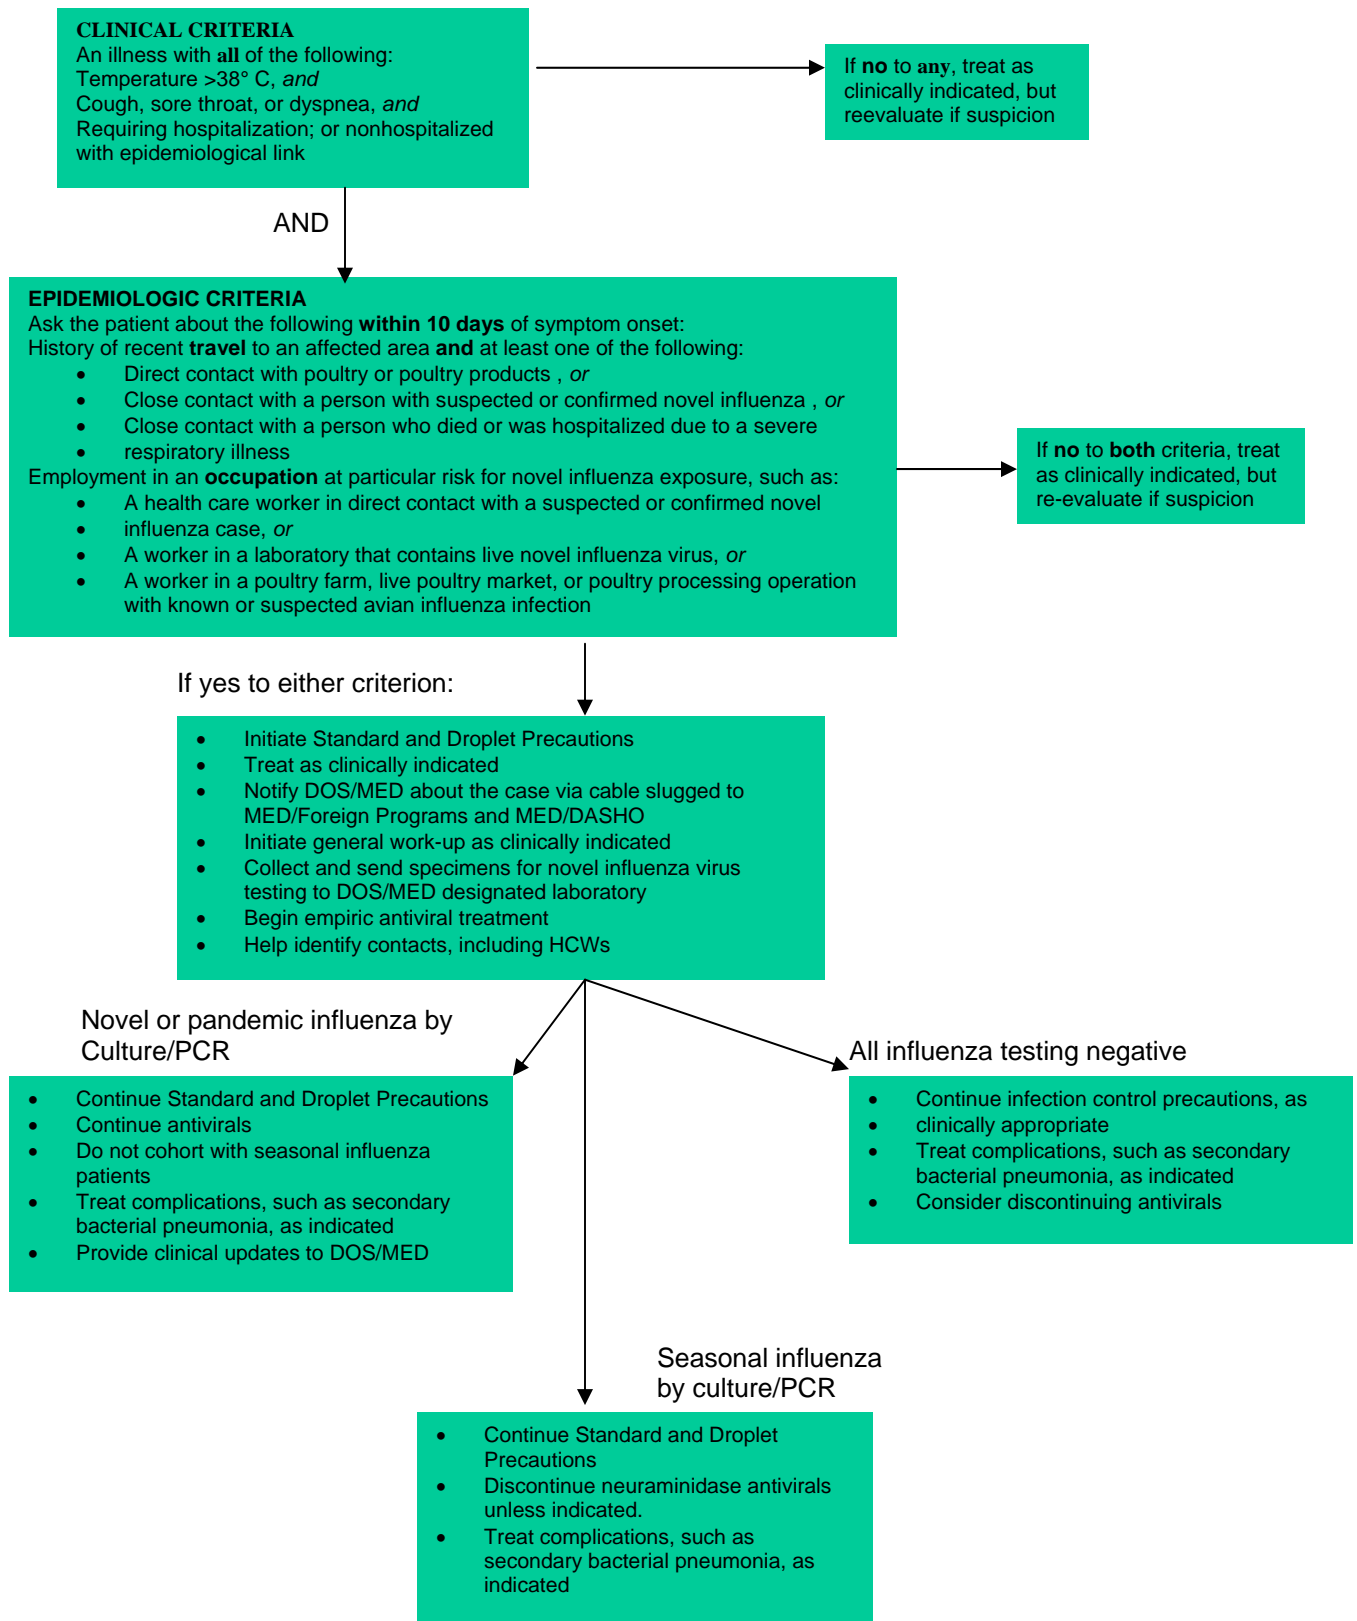 CLINICAL CRITERIA
An illness with all of the following:
Temperature >38° C, and
Cough, sore throat, or dyspnea, and
Requiring hospitalization; or nonhospitalized
with epidemiological link
If no to any, treat as
clinically indicated, but
reevaluate if suspicion
AND
EPIDEMIOLOGIC CRITERIA
Ask the patient about the following within 10 days of symptom onset:
History of recent travel to an affected area and at least one of the following:
• Direct contact with poultry or poultry products , or
• Close contact with a person with suspected or confirmed novel influenza , or
• Close contact with a person who died or was hospitalized due to a severe
• respiratory illness
Employment in an occupation at particular risk for novel influenza exposure, such as:
• A health care worker in direct contact with a suspected or confirmed novel
• influenza case, or
• A worker in a laboratory that contains live novel influenza virus, or
• A worker in a poultry farm, live poultry market, or poultry processing operation
with known or suspected avian influenza infection
If no to both criteria, treat
as clinically indicated, but
re-evaluate if suspicion
If yes to either criterion:
• Initiate Standard and Droplet Precautions
• Treat as clinically indicated
• Notify DOS/MED about the case via cable slugged to
MED/Foreign Programs and MED/DASHO
• Initiate general work-up as clinically indicated
• Collect and send specimens for novel influenza virus
testing to DOS/MED designated laboratory
• Begin empiric antiviral treatment
• Help identify contacts, including HCWs
Novel or pandemic influenza by
Culture/PCR
• Continue Standard and Droplet Precautions
• Continue antivirals
• Do not cohort with seasonal influenza
patients
• Treat complications, such as secondary
bacterial pneumonia, as indicated
• Provide clinical updates to DOS/MED
All influenza testing negative
• Continue infection control precautions, as
• clinically appropriate
• Treat complications, such as secondary
bacterial pneumonia, as indicated
• Consider discontinuing antivirals
Seasonal influenza
by culture/PCR
• Continue Standard and Droplet
Precautions
• Discontinue neuraminidase antivirals
unless indicated.
• Treat complications, such as
secondary bacterial pneumonia, as
indicated